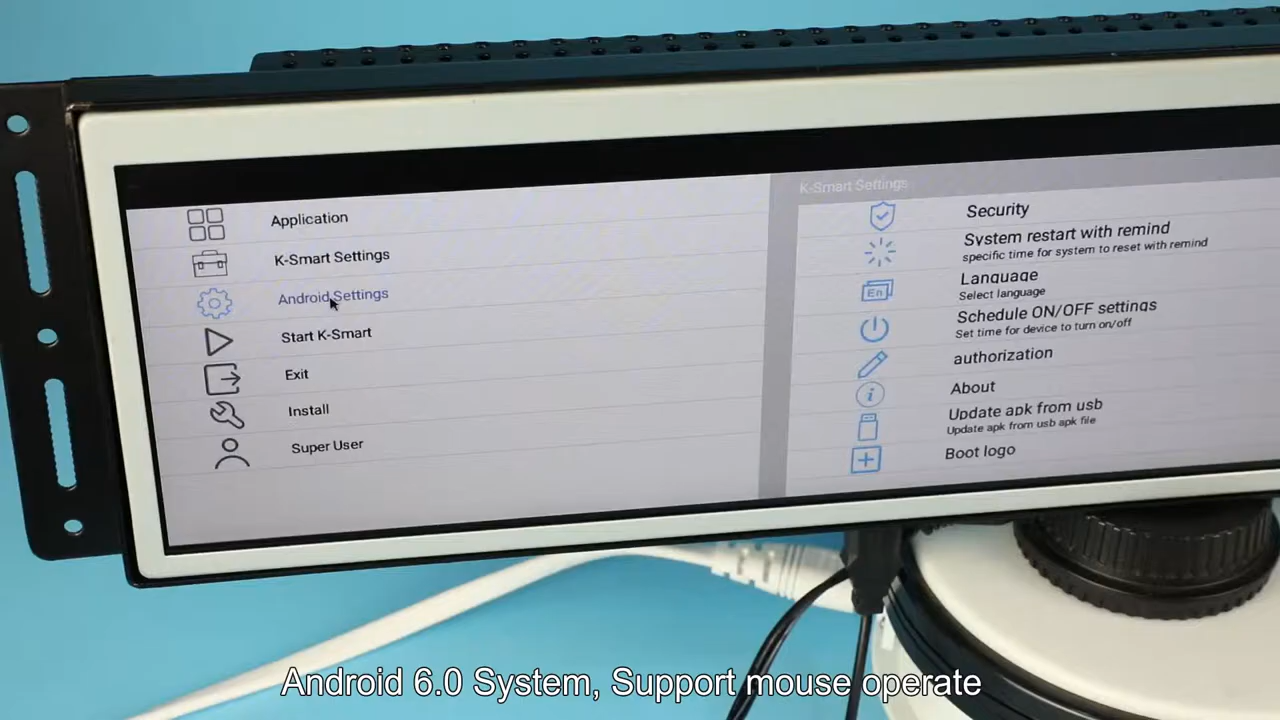 Application
K-Smart Settings
Android Settings
Start K-Smart
Exit
Install
Super User
K-Smart Settings
Security
System restart with remind
specific time for system to reset with remind
Language
Select language
En
Schedule ON/OFF settings
Set time for device to turn on/off
authorization
About
Update apk from usb
Update apk from usb apk file
Boot logo
Android 6.0 System, Support mouse operate